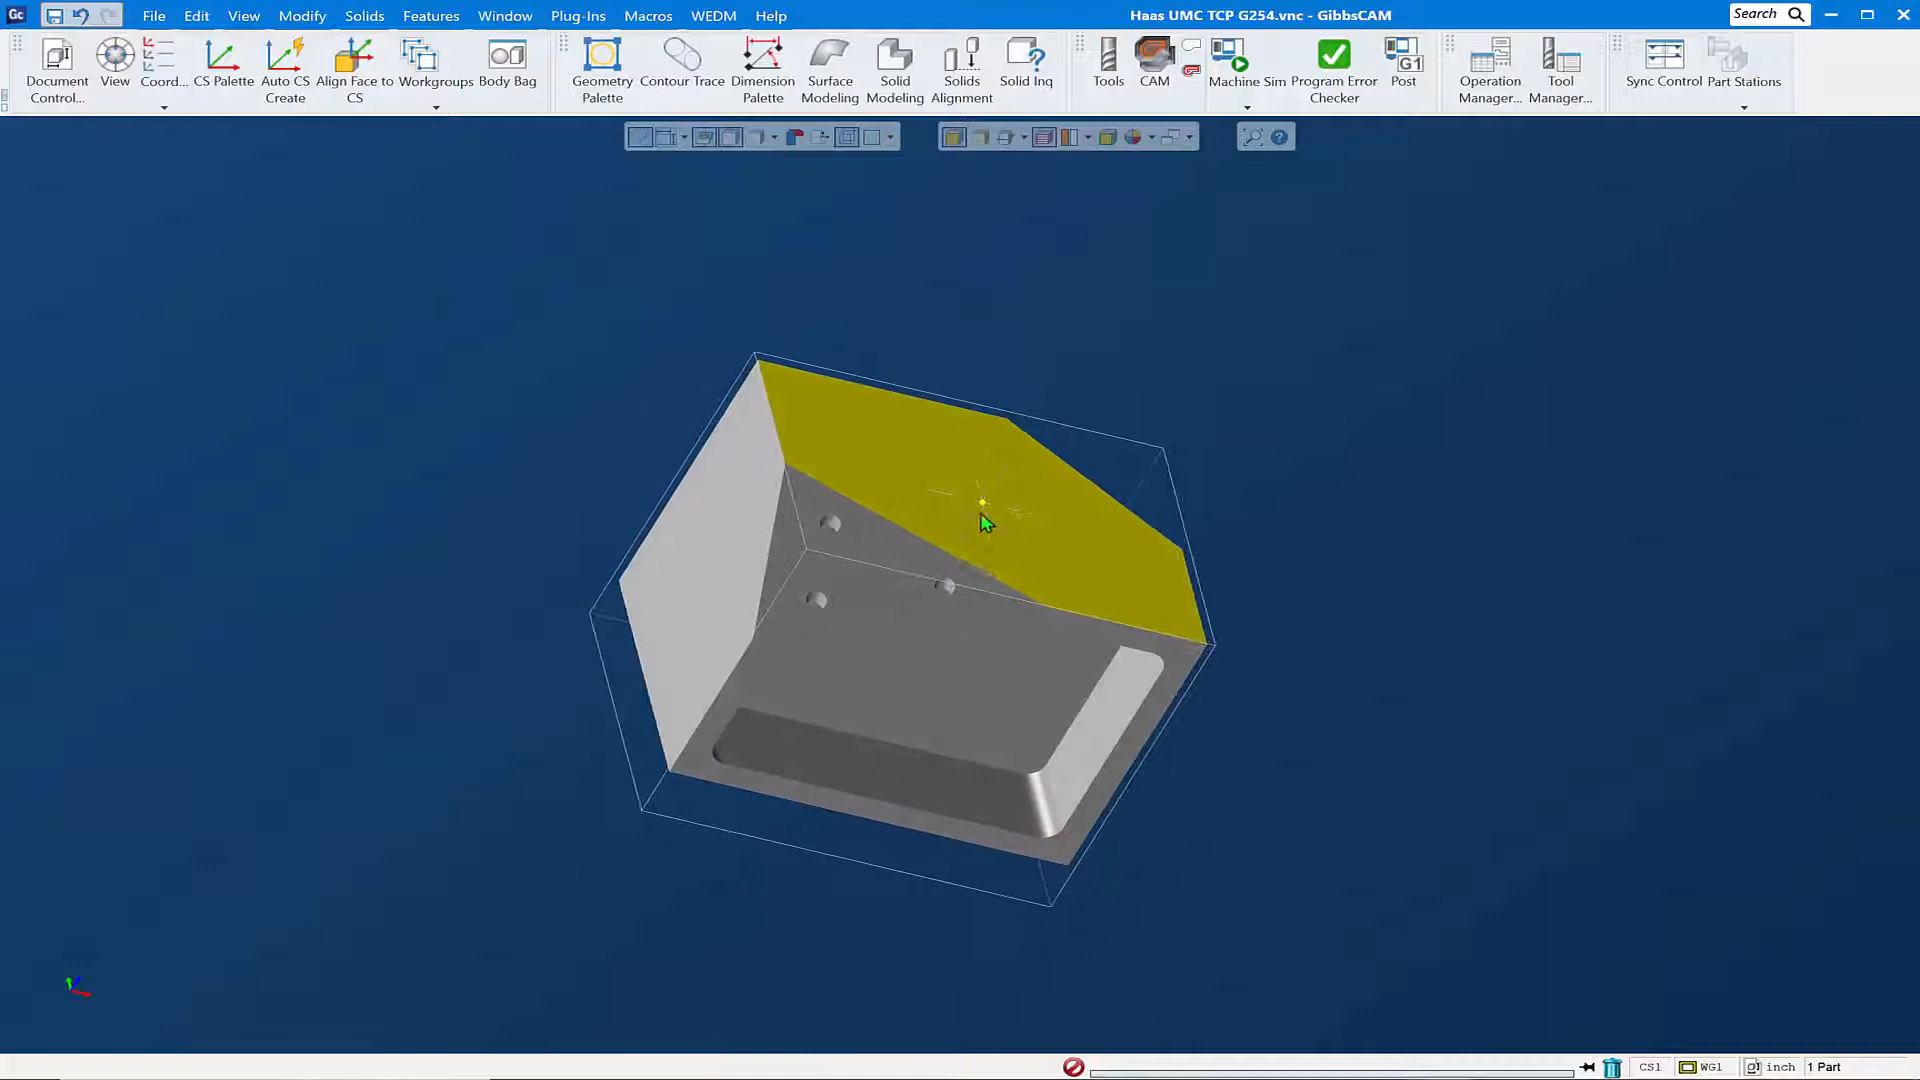 Gc File Edit View Modify Solids Features Window Plug-Ins Macros WEDM Help Haas UMC TCP G254.vnc - GibbsCAM Search
Document Control...
View
Coord...
CS Palette
Auto CS Create
Align Face to CS
Workgroups
Body Bag
Geometry Palette
Contour Trace
Dimension Palette
Surface Modeling
Solid Modeling
Solids Alignment
Solid Inq
Tools
CAM
Machine Sim
Program Error Checker
G1
Post
Operation Manager...
Tool Manager...
Sync Control
Part Stations
CS1 WG1 inch 1 Part